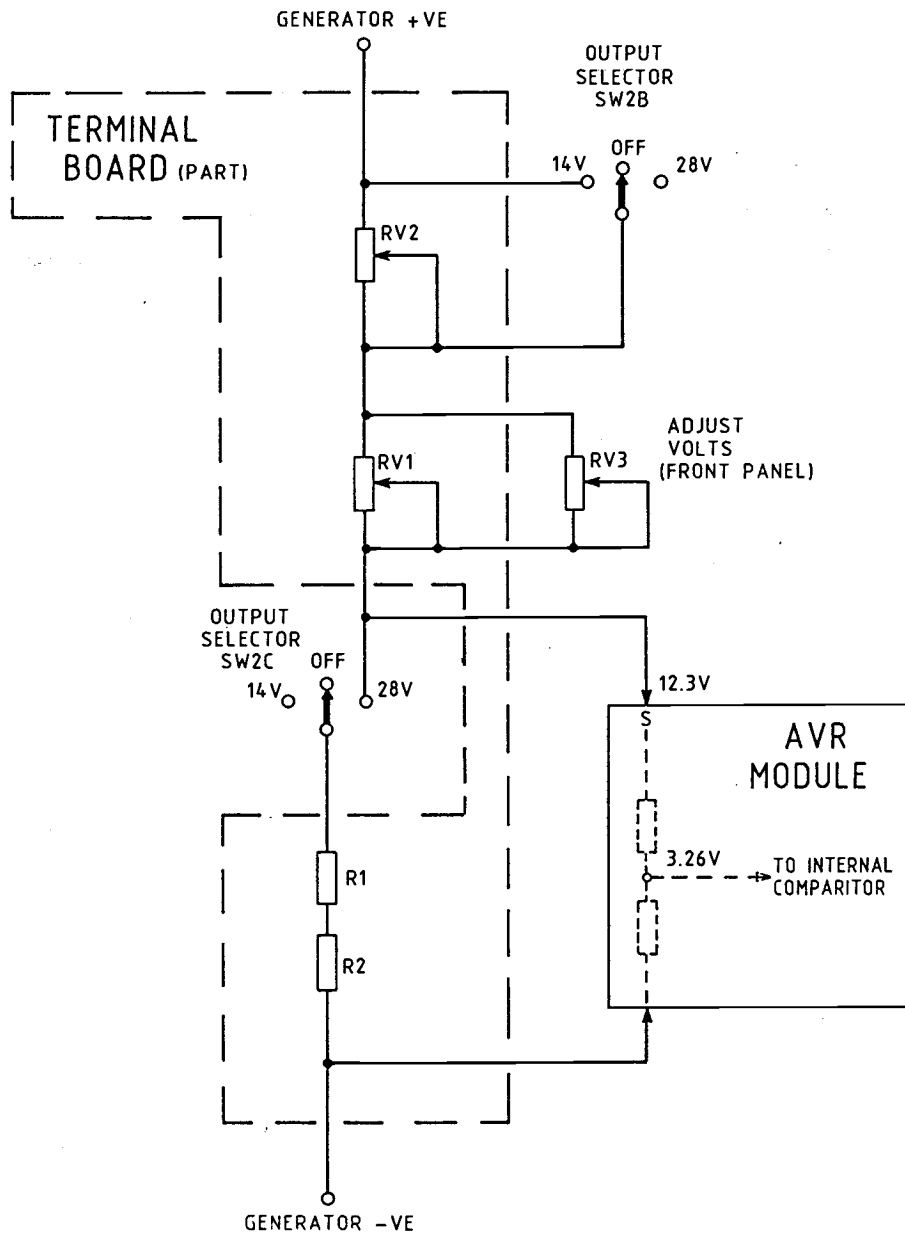 GENERATOR +VE
OUTPUT
SELECTOR
SW2B
TERMINAL
BOARD (PART)
OFF
14V
28V
RV2
ADJUST
VOLTS
(FRONT PANEL)
RV1
RV3
OUTPUT
SELECTOR
SW2C
OFF
14V
28V
12.3V
S
AVR
MODULE
3.26V
TO INTERNAL
COMPARITOR
R1
R2
GENERATOR -VE